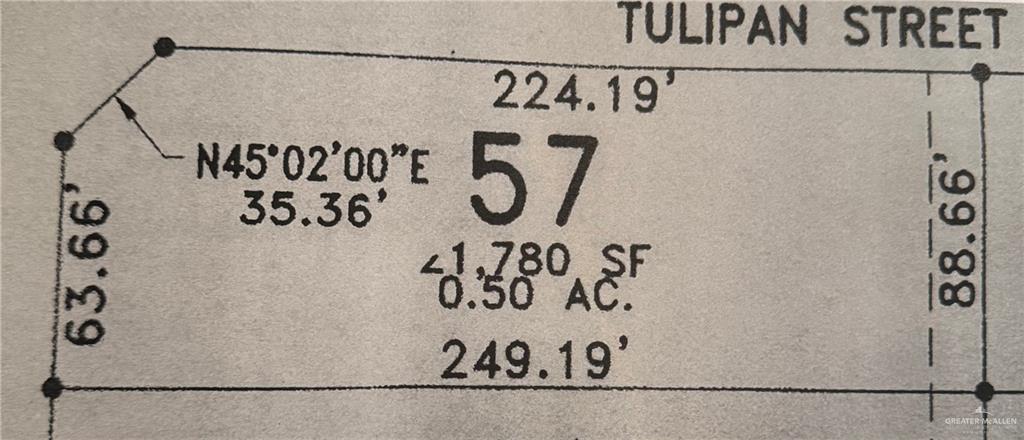 TULIPAN STREET
224.19'
57
N45°02'00"E
35.36'
63.66'
88.66'
21,780 SF
0.50 AC.
249.19'
GREATER McALLEN